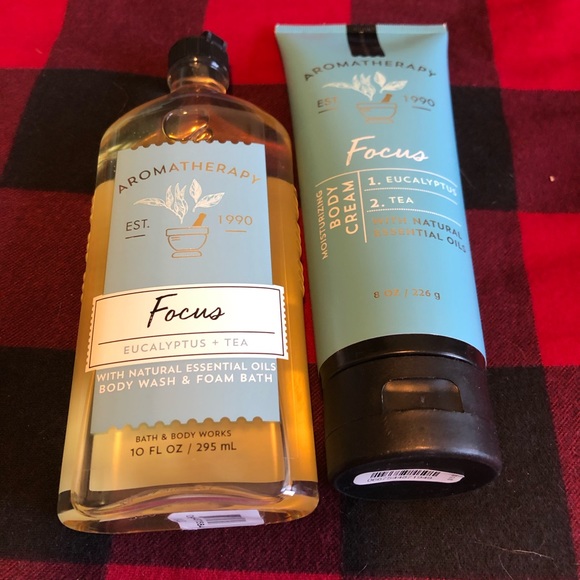 AROMATHERAPY
EST. 1990
Focus
EUCALYPTUS + TEA
WITH NATURAL ESSENTIAL OILS
BODY WASH & FOAM BATH
BATH & BODY WORKS
10 FL OZ / 295 mL
AROMATHERAPY
EST. 1990
Focus
MOISTURIZING
BODY
CREAM
1. EUCALYPTUS
2. TEA
WITH NATURAL
ESSENTIAL OILS
8 OZ / 226 g